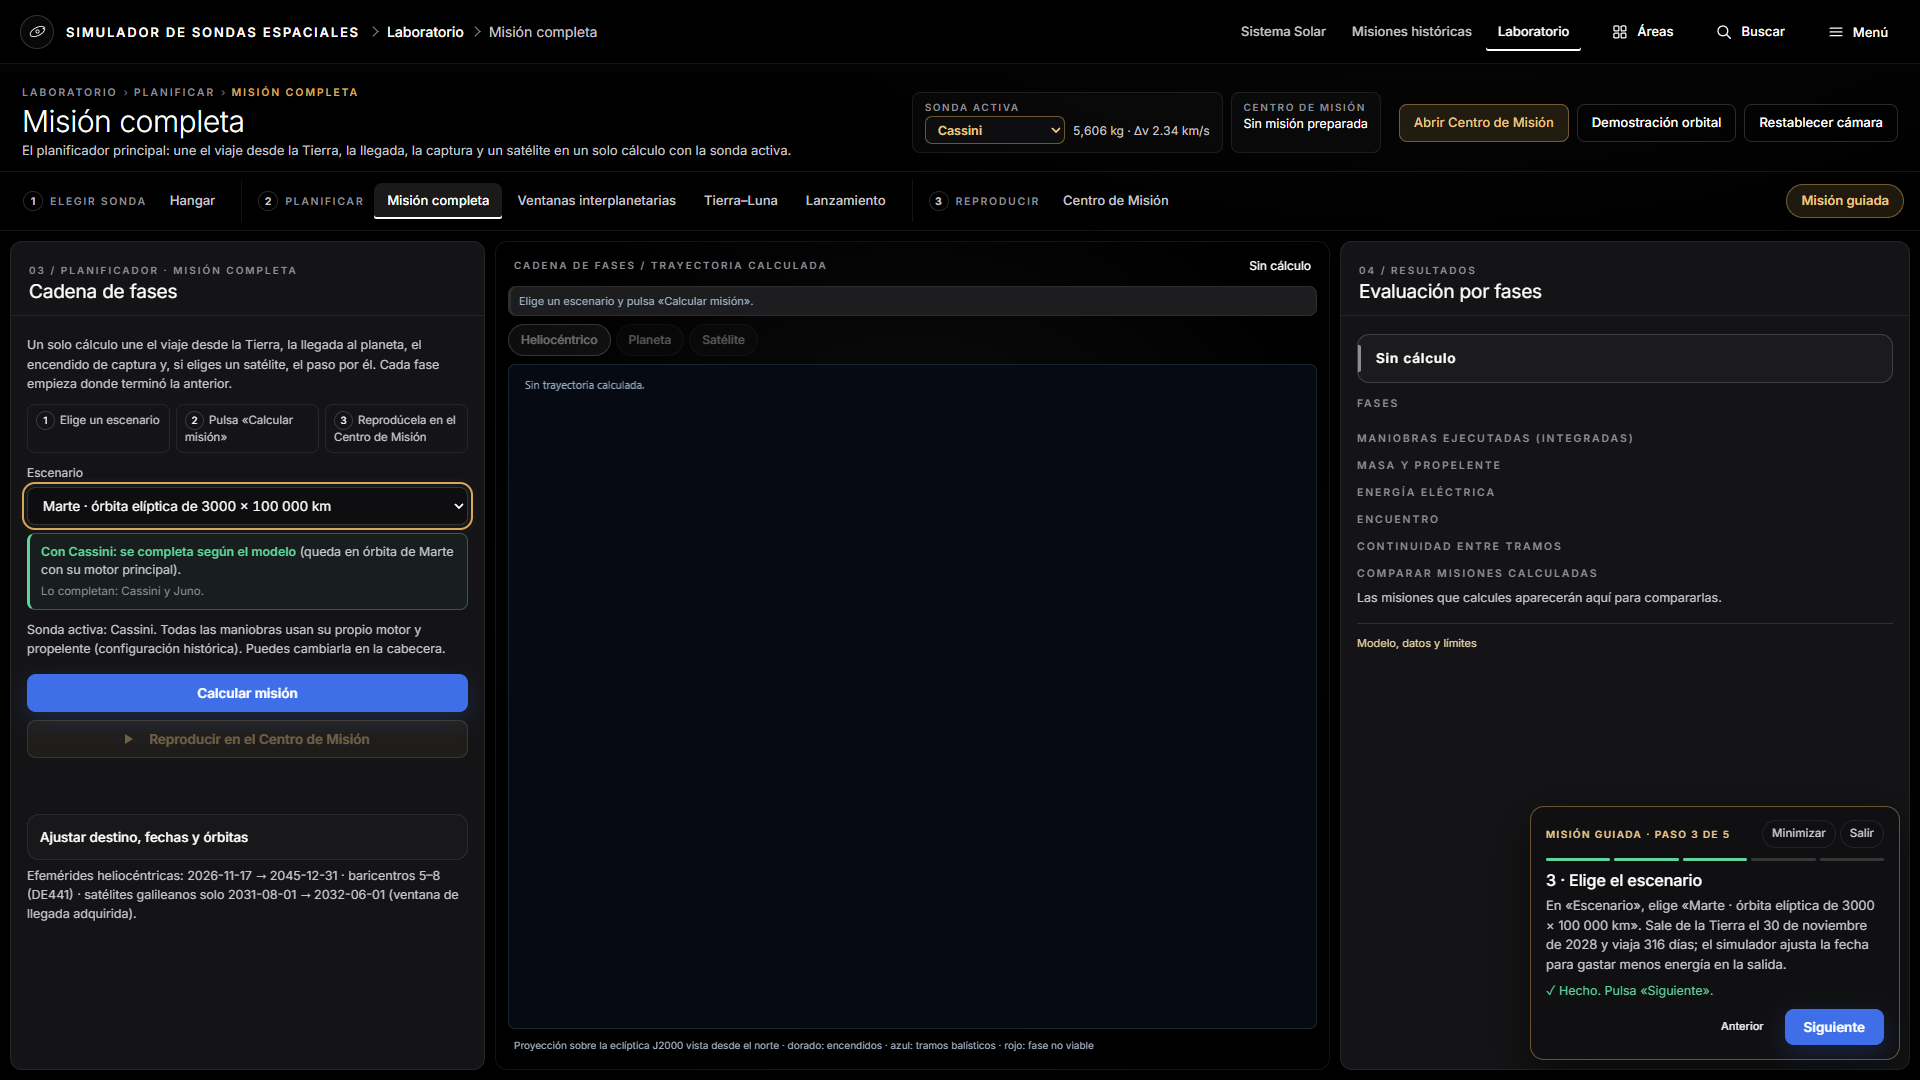 SIMULADOR DE SONDAS ESPACIALES > Laboratorio > Misión completa
Sistema Solar
Misiones históricas
Laboratorio
Áreas
Buscar
Menú
LABORATORIO › PLANIFICAR › MISIÓN COMPLETA
Misión completa
El planificador principal: une el viaje desde la Tierra, la llegada, la captura y un satélite en un solo cálculo con la sonda activa.
SONDA ACTIVA
Cassini
5,606 kg · Δv 2.34 km/s
CENTRO DE MISIÓN
Sin misión preparada
Abrir Centro de Misión
Demostración orbital
Restablecer cámara
1 ELEGIR SONDA
Hangar
2 PLANIFICAR
Misión completa
Ventanas interplanetarias
Tierra–Luna
Lanzamiento
3 REPRODUCIR
Centro de Misión
Misión guiada
03 / PLANIFICADOR · MISIÓN COMPLETA
Cadena de fases
Un solo cálculo une el viaje desde la Tierra, la llegada al planeta, el
encendido de captura y, si eliges un satélite, el paso por él. Cada fase
empieza donde terminó la anterior.
1 Elige un escenario
2 Pulsa «Calcular
misión»
3 Reprodúcela en el
Centro de Misión
Escenario
Marte · órbita elíptica de 3000 × 100 000 km
Con Cassini: se completa según el modelo (queda en órbita de Marte
con su motor principal).
Lo completan: Cassini y Juno.
Sonda activa: Cassini. Todas las maniobras usan su propio motor y
propelente (configuración histórica). Puedes cambiarla en la cabecera.
Calcular misión
Reproducir en el Centro de Misión
Ajustar destino, fechas y órbitas
Efemérides heliocéntricas: 2026-11-17 → 2045-12-31 · baricentros 5–8
(DE441) · satélites galileanos solo 2031-08-01 → 2032-06-01 (ventana de
llegada adquirida).
CADENA DE FASES / TRAYECTORIA CALCULADA
Sin cálculo
Elige un escenario y pulsa «Calcular misión».
Heliocéntrico
Planeta
Satélite
Sin trayectoria calculada.
Proyección sobre la eclíptica J2000 vista desde el norte · dorado: encendidos · azul: tramos balísticos · rojo: fase no viable
04 / RESULTADOS
Evaluación por fases
Sin cálculo
FASES
MANIOBRAS EJECUTADAS (INTEGRADAS)
MASA Y PROPELENTE
ENERGÍA ELÉCTRICA
ENCUENTRO
CONTINUIDAD ENTRE TRAMOS
COMPARAR MISIONES CALCULADAS
Las misiones que calcules aparecerán aquí para compararlas.
Modelo, datos y límites
MISIÓN GUIADA · PASO 3 DE 5
Minimizar
Salir
3 · Elige el escenario
En «Escenario», elige «Marte · órbita elíptica de 3000
× 100 000 km». Sale de la Tierra el 30 de noviembre
de 2028 y viaja 316 días; el simulador ajusta la fecha
para gastar menos energía en la salida.
✓ Hecho. Pulsa «Siguiente».
Anterior
Siguiente